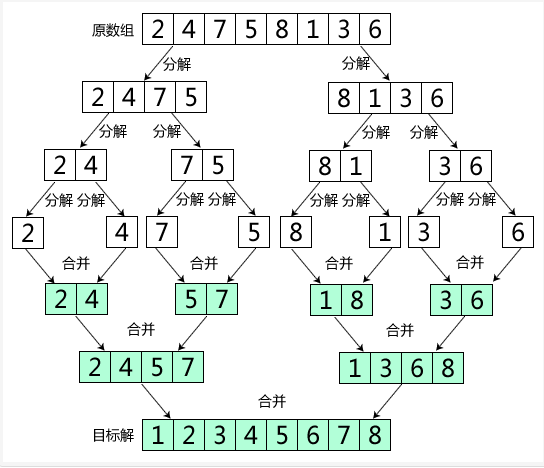 原数组 2 4 7 5 8 1 3 6
分解 分解
2 4 7 5 8 1 3 6
分解 分解 分解 分解
2 4 7 5 8 1 3 6
分解 分解 分解 分解 分解 分解 分解 分解
2 4 7 5 8 1 3 6
合并 合并 合并 合并
2 4 5 7 1 8 3 6
合并 合并
2 4 5 7 1 3 6 8
合并
目标解 1 2 3 4 5 6 7 8